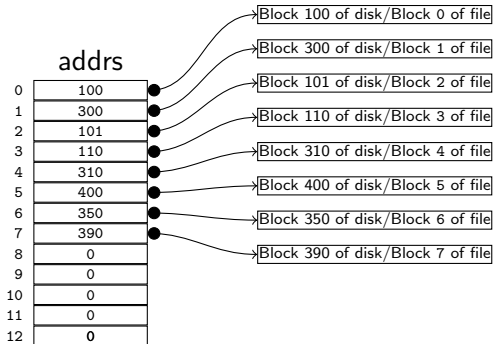 Block 100 of disk/Block 0 of file
Block 300 of disk/Block 1 of file
addrs
Block 101 of disk/Block 2 of file
0 100
1 300
Block 110 of disk/Block 3 of file
2 101
3 110
Block 310 of disk/Block 4 of file
4 310
5 400
Block 400 of disk/Block 5 of file
6 350
Block 350 of disk/Block 6 of file
7 390
Block 390 of disk/Block 7 of file
8 0
9 0
10 0
11 0
12 0